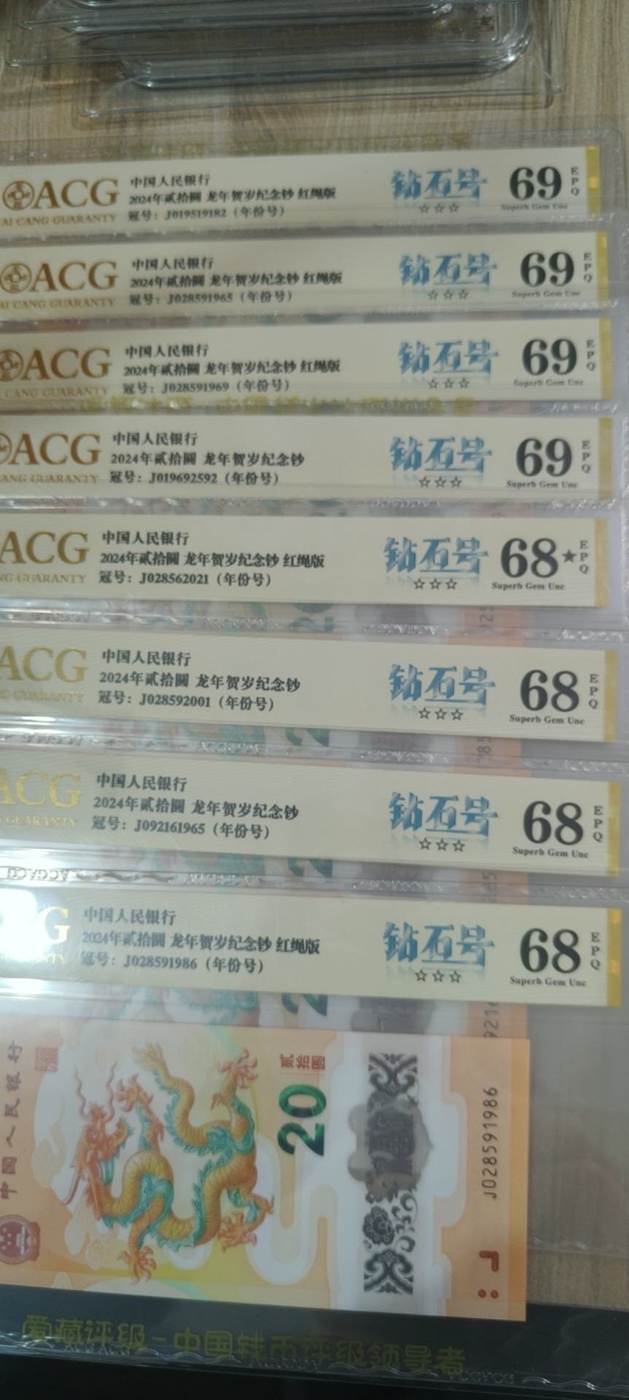 ACG
AI CANG GUARANTY
中国人民银行
2024年贰拾圆 龙年贺岁纪念钞 红绳版
冠号：J019519182（年份号）
钻石号
☆☆☆
69 EPQ
Superb Gem Unc
ACG
AI CANG GUARANTY
中国人民银行
2024年贰拾圆 龙年贺岁纪念钞 红绳版
冠号：J028591965（年份号）
钻石号
☆☆☆
69 EPQ
Superb Gem Unc
ACG
CANG GUARANTY
中国人民银行
2024年贰拾圆 龙年贺岁纪念钞 红绳版
冠号：J028591969（年份号）
钻石号
☆☆☆
69 EPQ
Superb Gem Unc
ACG
NG GUARANTY
中国人民银行
2024年贰拾圆 龙年贺岁纪念钞
冠号：J019692592（年份号）
钻石号
☆☆☆
69 EPQ
Superb Gem Unc
ACG
NG GUARANTY
中国人民银行
2024年贰拾圆 龙年贺岁纪念钞 红绳版
冠号：J028562021（年份号）
钻石号
☆☆☆
68★ EPQ
Superb Gem Unc
ACG
GUARANTY
中国人民银行
2024年贰拾圆 龙年贺岁纪念钞
冠号：J028592001（年份号）
钻石号
☆☆☆
68 EPQ
Superb Gem Unc
ACG
GUARANTY
中国人民银行
2024年贰拾圆 龙年贺岁纪念钞
冠号：J092161965（年份号）
钻石号
☆☆☆
68 EPQ
Superb Gem Unc
CG
中国人民银行
2024年贰拾圆 龙年贺岁纪念钞 红绳版
冠号：J028591986（年份号）
钻石号
☆☆☆
68 EPQ
Superb Gem Unc
中国人民银行
贰拾圆
20
J028591986
爱藏评级-中国钱币评级领导者